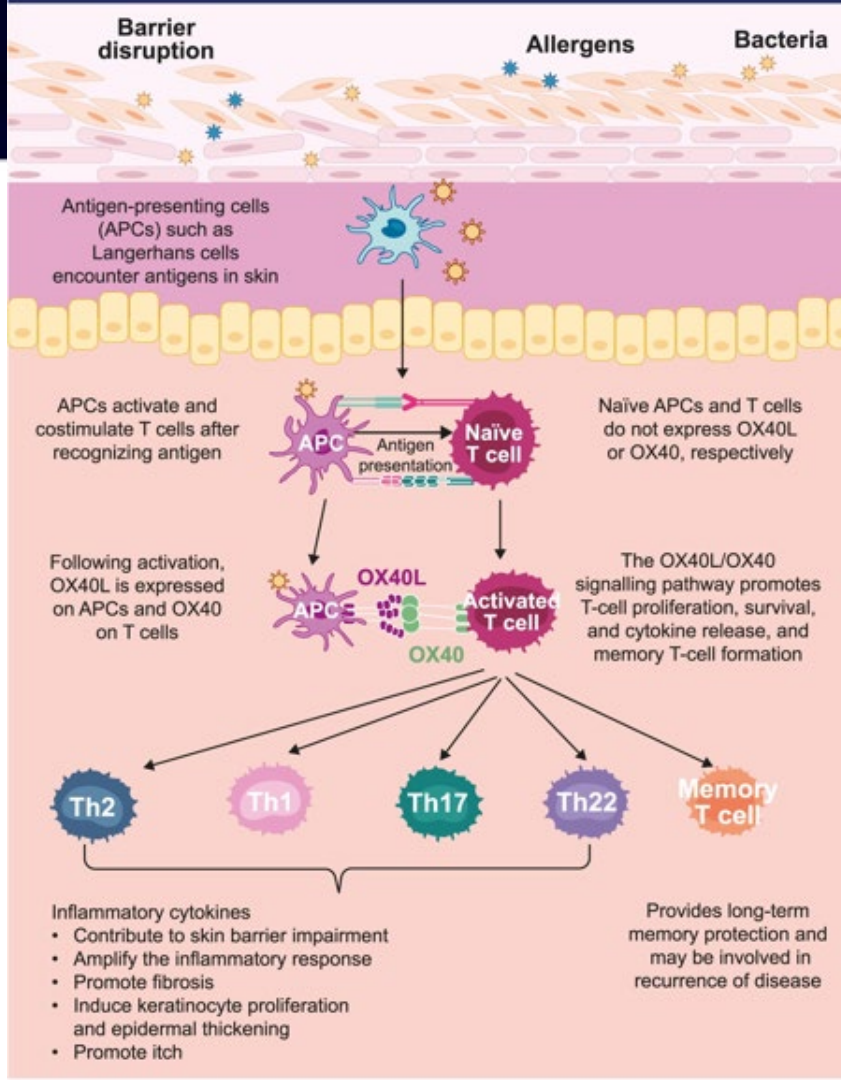 Barrier
disruption
Allergens
Bacteria
Antigen-presenting cells
(APCs) such as
Langerhans cells
encounter antigens in skin
APCs activate and
costimulate T cells after
recognizing antigen
APC
Antigen
presentation
Naïve
T cell
Naïve APCs and T cells
do not express OX40L
or OX40, respectively
Following activation,
OX40L is expressed
on APCs and OX40
on T cells
OX40L
APC
OX40
Activated
T cell
The OX40L/OX40
signalling pathway promotes
T-cell proliferation, survival,
and cytokine release, and
memory T-cell formation
Th2
Th1
Th17
Th22
Memory
T cell
Inflammatory cytokines
• Contribute to skin barrier impairment
• Amplify the inflammatory response
• Promote fibrosis
• Induce keratinocyte proliferation
and epidermal thickening
• Promote itch
Provides long-term
memory protection and
may be involved in
recurrence of disease